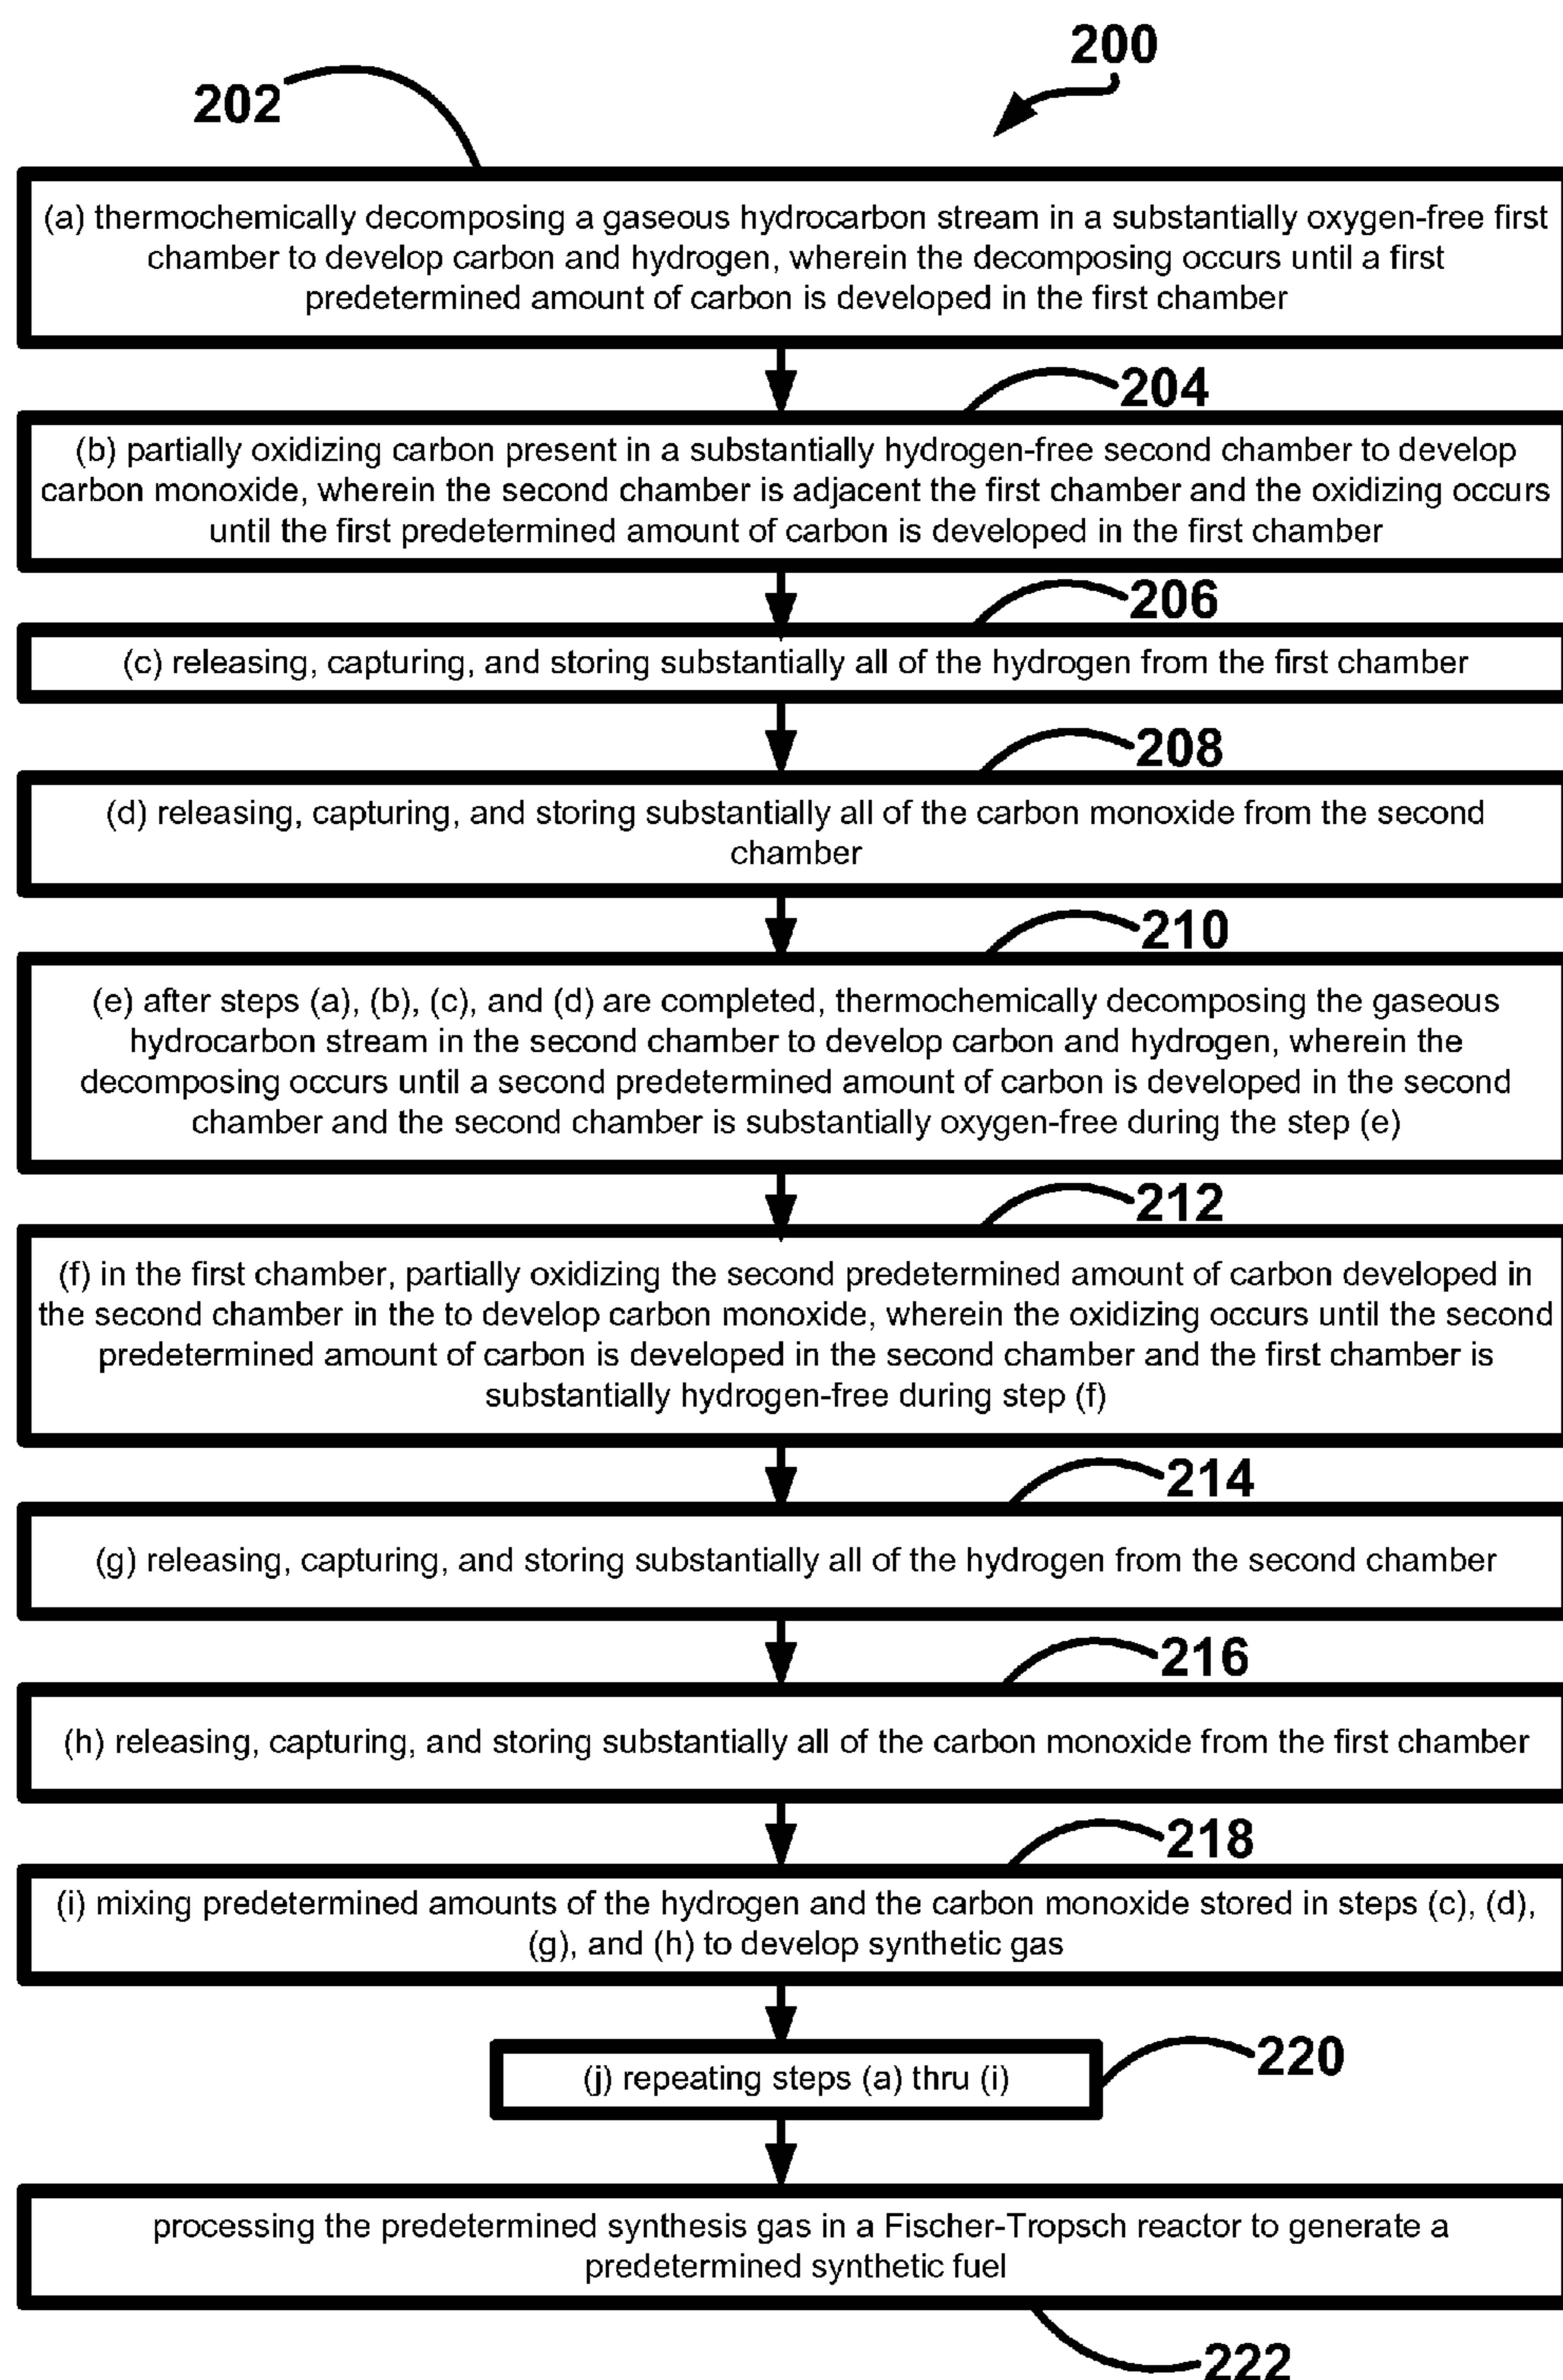 200
202
(a) thermochemically decomposing a gaseous hydrocarbon stream in a substantially oxygen-free first
chamber to develop carbon and hydrogen, wherein the decomposing occurs until a first
predetermined amount of carbon is developed in the first chamber
204
(b) partially oxidizing carbon present in a substantially hydrogen-free second chamber to develop
carbon monoxide, wherein the second chamber is adjacent the first chamber and the oxidizing occurs
until the first predetermined amount of carbon is developed in the first chamber
206
(c) releasing, capturing, and storing substantially all of the hydrogen from the first chamber
208
(d) releasing, capturing, and storing substantially all of the carbon monoxide from the second
chamber
210
(e) after steps (a), (b), (c), and (d) are completed, thermochemically decomposing the gaseous
hydrocarbon stream in the second chamber to develop carbon and hydrogen, wherein the
decomposing occurs until a second predetermined amount of carbon is developed in the second
chamber and the second chamber is substantially oxygen-free during the step (e)
212
(f) in the first chamber, partially oxidizing the second predetermined amount of carbon developed in
the second chamber in the to develop carbon monoxide, wherein the oxidizing occurs until the second
predetermined amount of carbon is developed in the second chamber and the first chamber is
substantially hydrogen-free during step (f)
214
(g) releasing, capturing, and storing substantially all of the hydrogen from the second chamber
216
(h) releasing, capturing, and storing substantially all of the carbon monoxide from the first chamber
218
(i) mixing predetermined amounts of the hydrogen and the carbon monoxide stored in steps (c), (d),
(g), and (h) to develop synthetic gas
220
(j) repeating steps (a) thru (i)
processing the predetermined synthesis gas in a Fischer-Tropsch reactor to generate a
predetermined synthetic fuel
222